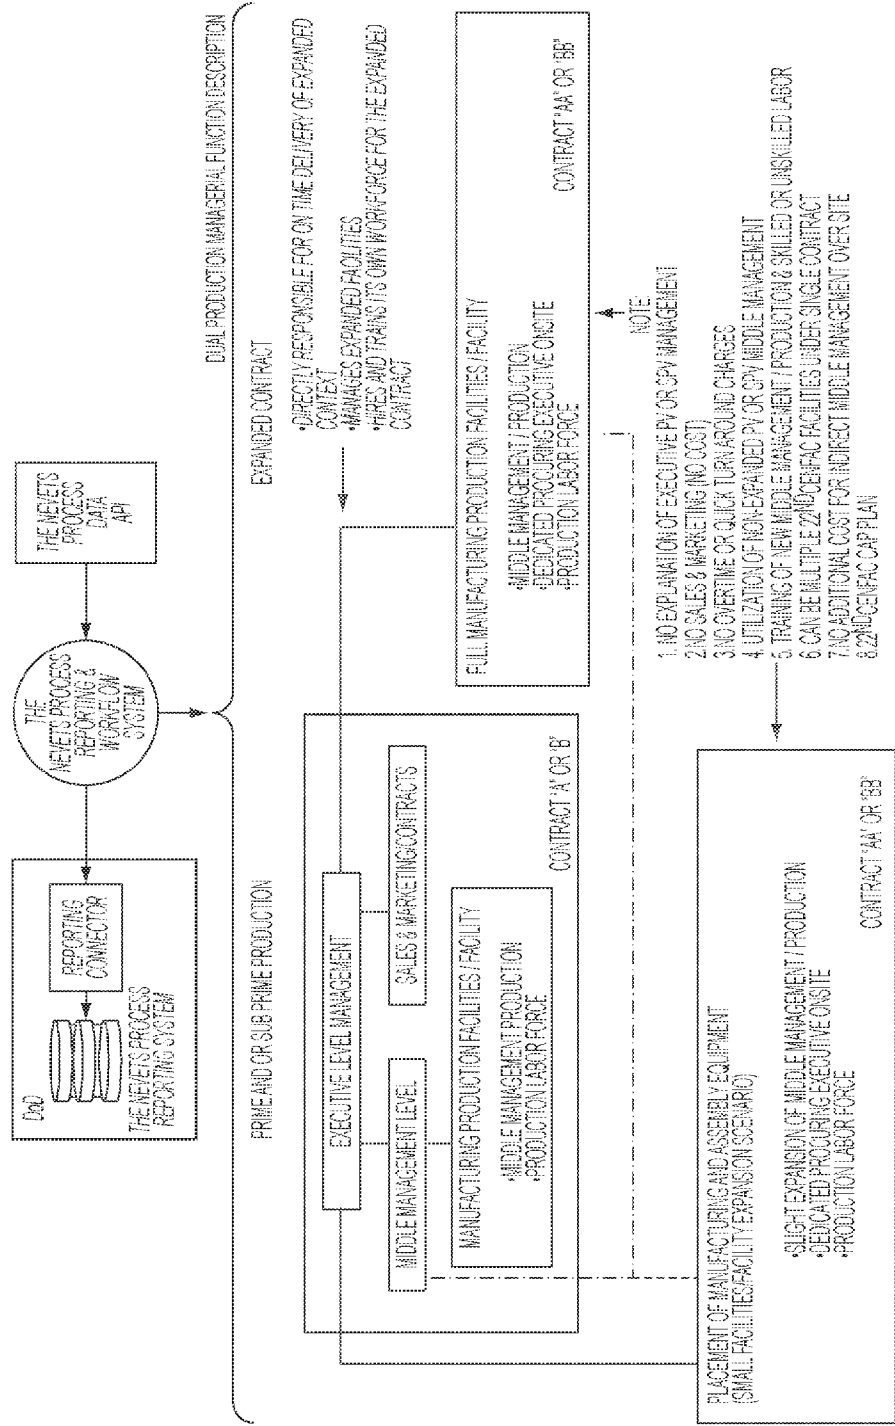 DoD
REPORTING
CONNECTOR
THE NEVETS PROCESS
REPORTING SYSTEM
THE
NEVETS PROCESS
REPORTING &
WORKFLOW
SYSTEM
THE NEVETS
PROCESS
DATA
API
DUAL PRODUCTION MANAGERIAL FUNCTION DESCRIPTION
PRIME AND OR SUB PRIME PRODUCTION
EXECUTIVE LEVEL MANAGEMENT
MIDDLE MANAGEMENT LEVEL
SALES & MARKETING/CONTRACTS
MANUFACTURING PRODUCTION FACILITIES / FACILITY
•MIDDLE MANAGEMENT PRODUCTION
•PRODUCTION LABOR FORCE
CONTRACT 'A' OR 'B'
EXPANDED CONTRACT
•DIRECTLY RESPONSIBLE FOR ON TIME DELIVERY OF EXPANDED
CONTEXT
•MANAGES EXPANDED FACILITIES
•HIRES AND TRAINS ITS OWN WORKFORCE FOR THE EXPANDED
CONTRACT
FULL MANUFACTURING PRODUCTION FACILITIES / FACILITY
•MIDDLE MANAGEMENT / PRODUCTION
•DEDICATED PROCURING EXECUTIVE ONSITE
•PRODUCTION LABOR FORCE
CONTRACT 'AA' OR 'BB'
NOTE:
1. NO EXPLANATION OF EXECUTIVE PV OR SPV MANAGEMENT
2.NO SALES & MARKETING (NO COST)
3.NO OVERTIME OR QUICK TURN AROUND CHARGES
4. UTILIZATION OF NON-EXPANDED PV OR SPV MIDDLE MANAGEMENT
5. TRAINING OF NEW MIDDLE MANAGEMENT / PRODUCTION & SKILLED OR UNSKILLED LABOR
6. CAN BE MULTIPLE 22ND CENFAC FACILITIES UNDER SINGLE CONTRACT
7.NO ADDITIONAL COST FOR INDIRECT MIDDLE MANAGEMENT OVER SITE
8.22ND CENFAC CAP PLAN
PLACEMENT OF MANUFACTURING AND ASSEMBLY EQUIPMENT
(SMALL FACILITIES/FACILITY EXPANSION SCENARIO)
•SLIGHT EXPANSION OF MIDDLE MANAGEMENT / PRODUCTION
•DEDICATED PROCURING EXECUTIVE ONSITE
•PRODUCTION LABOR FORCE
CONTRACT 'AA' OR 'BB'